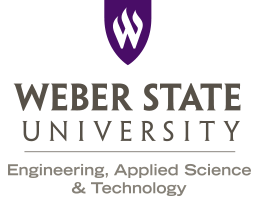 W
WEBER STATE
UNIVERSITY
Engineering, Applied Science
& Technology